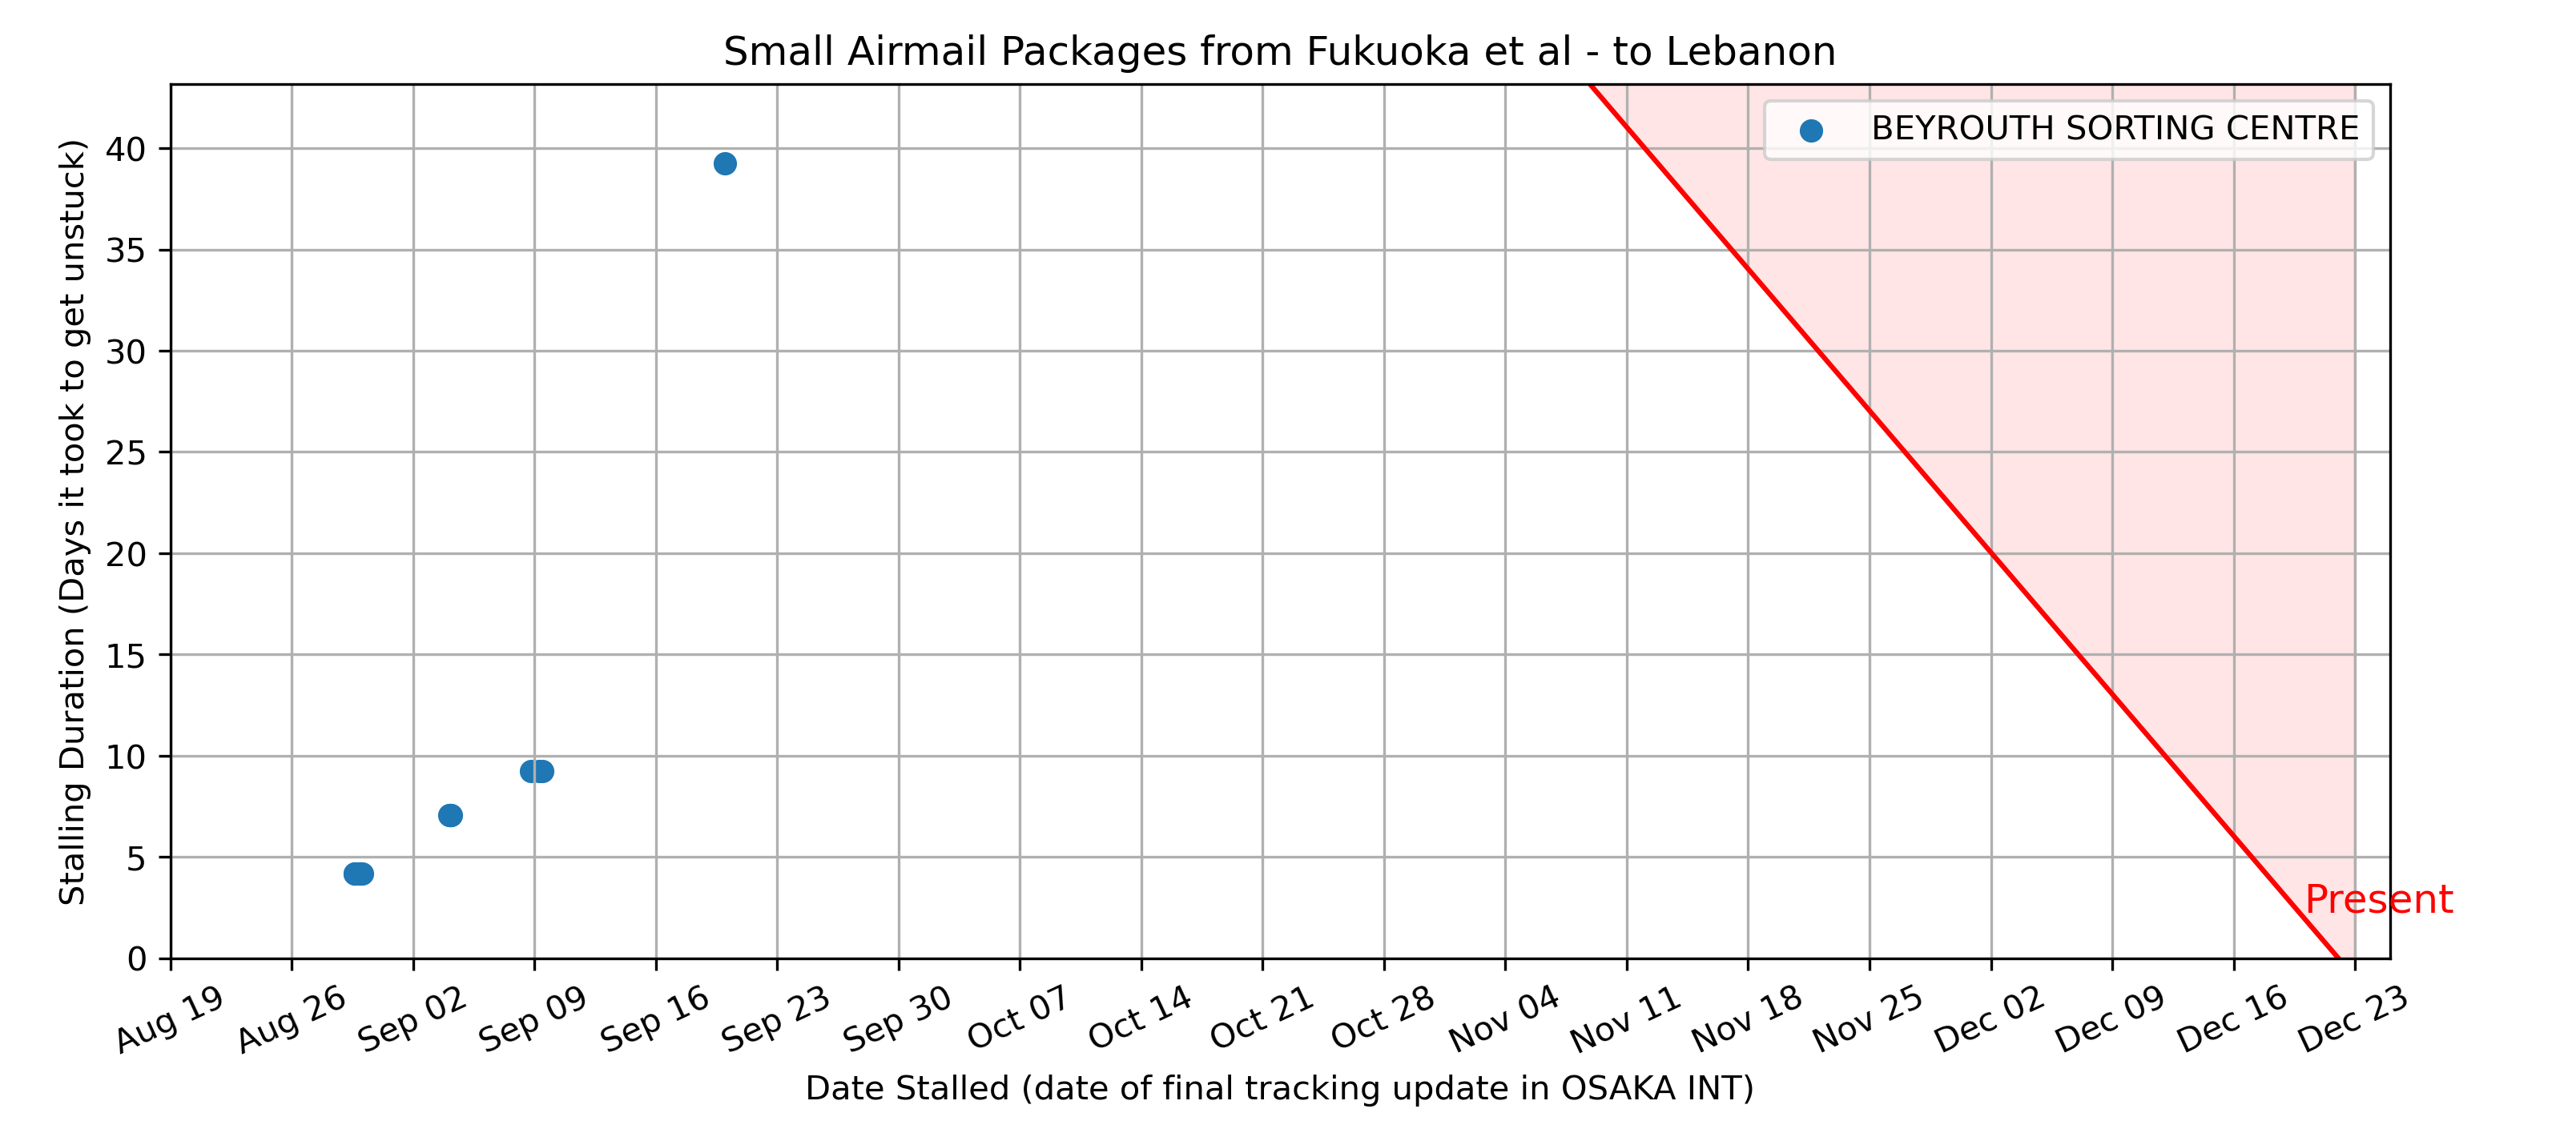 Small Airmail Packages from Fukuoka et al - to Lebanon
BEYROUTH SORTING CENTRE
Stalling Duration (Days it took to get unstuck)
40
35
30
25
20
15
10
5
0
Present
Aug 19
Aug 26
Sep 02
Sep 09
Sep 16
Sep 23
Sep 30
Oct 07
Oct 14
Oct 21
Oct 28
Nov 04
Nov 11
Nov 18
Nov 25
Dec 02
Dec 09
Dec 16
Dec 23
Date Stalled (date of final tracking update in OSAKA INT)